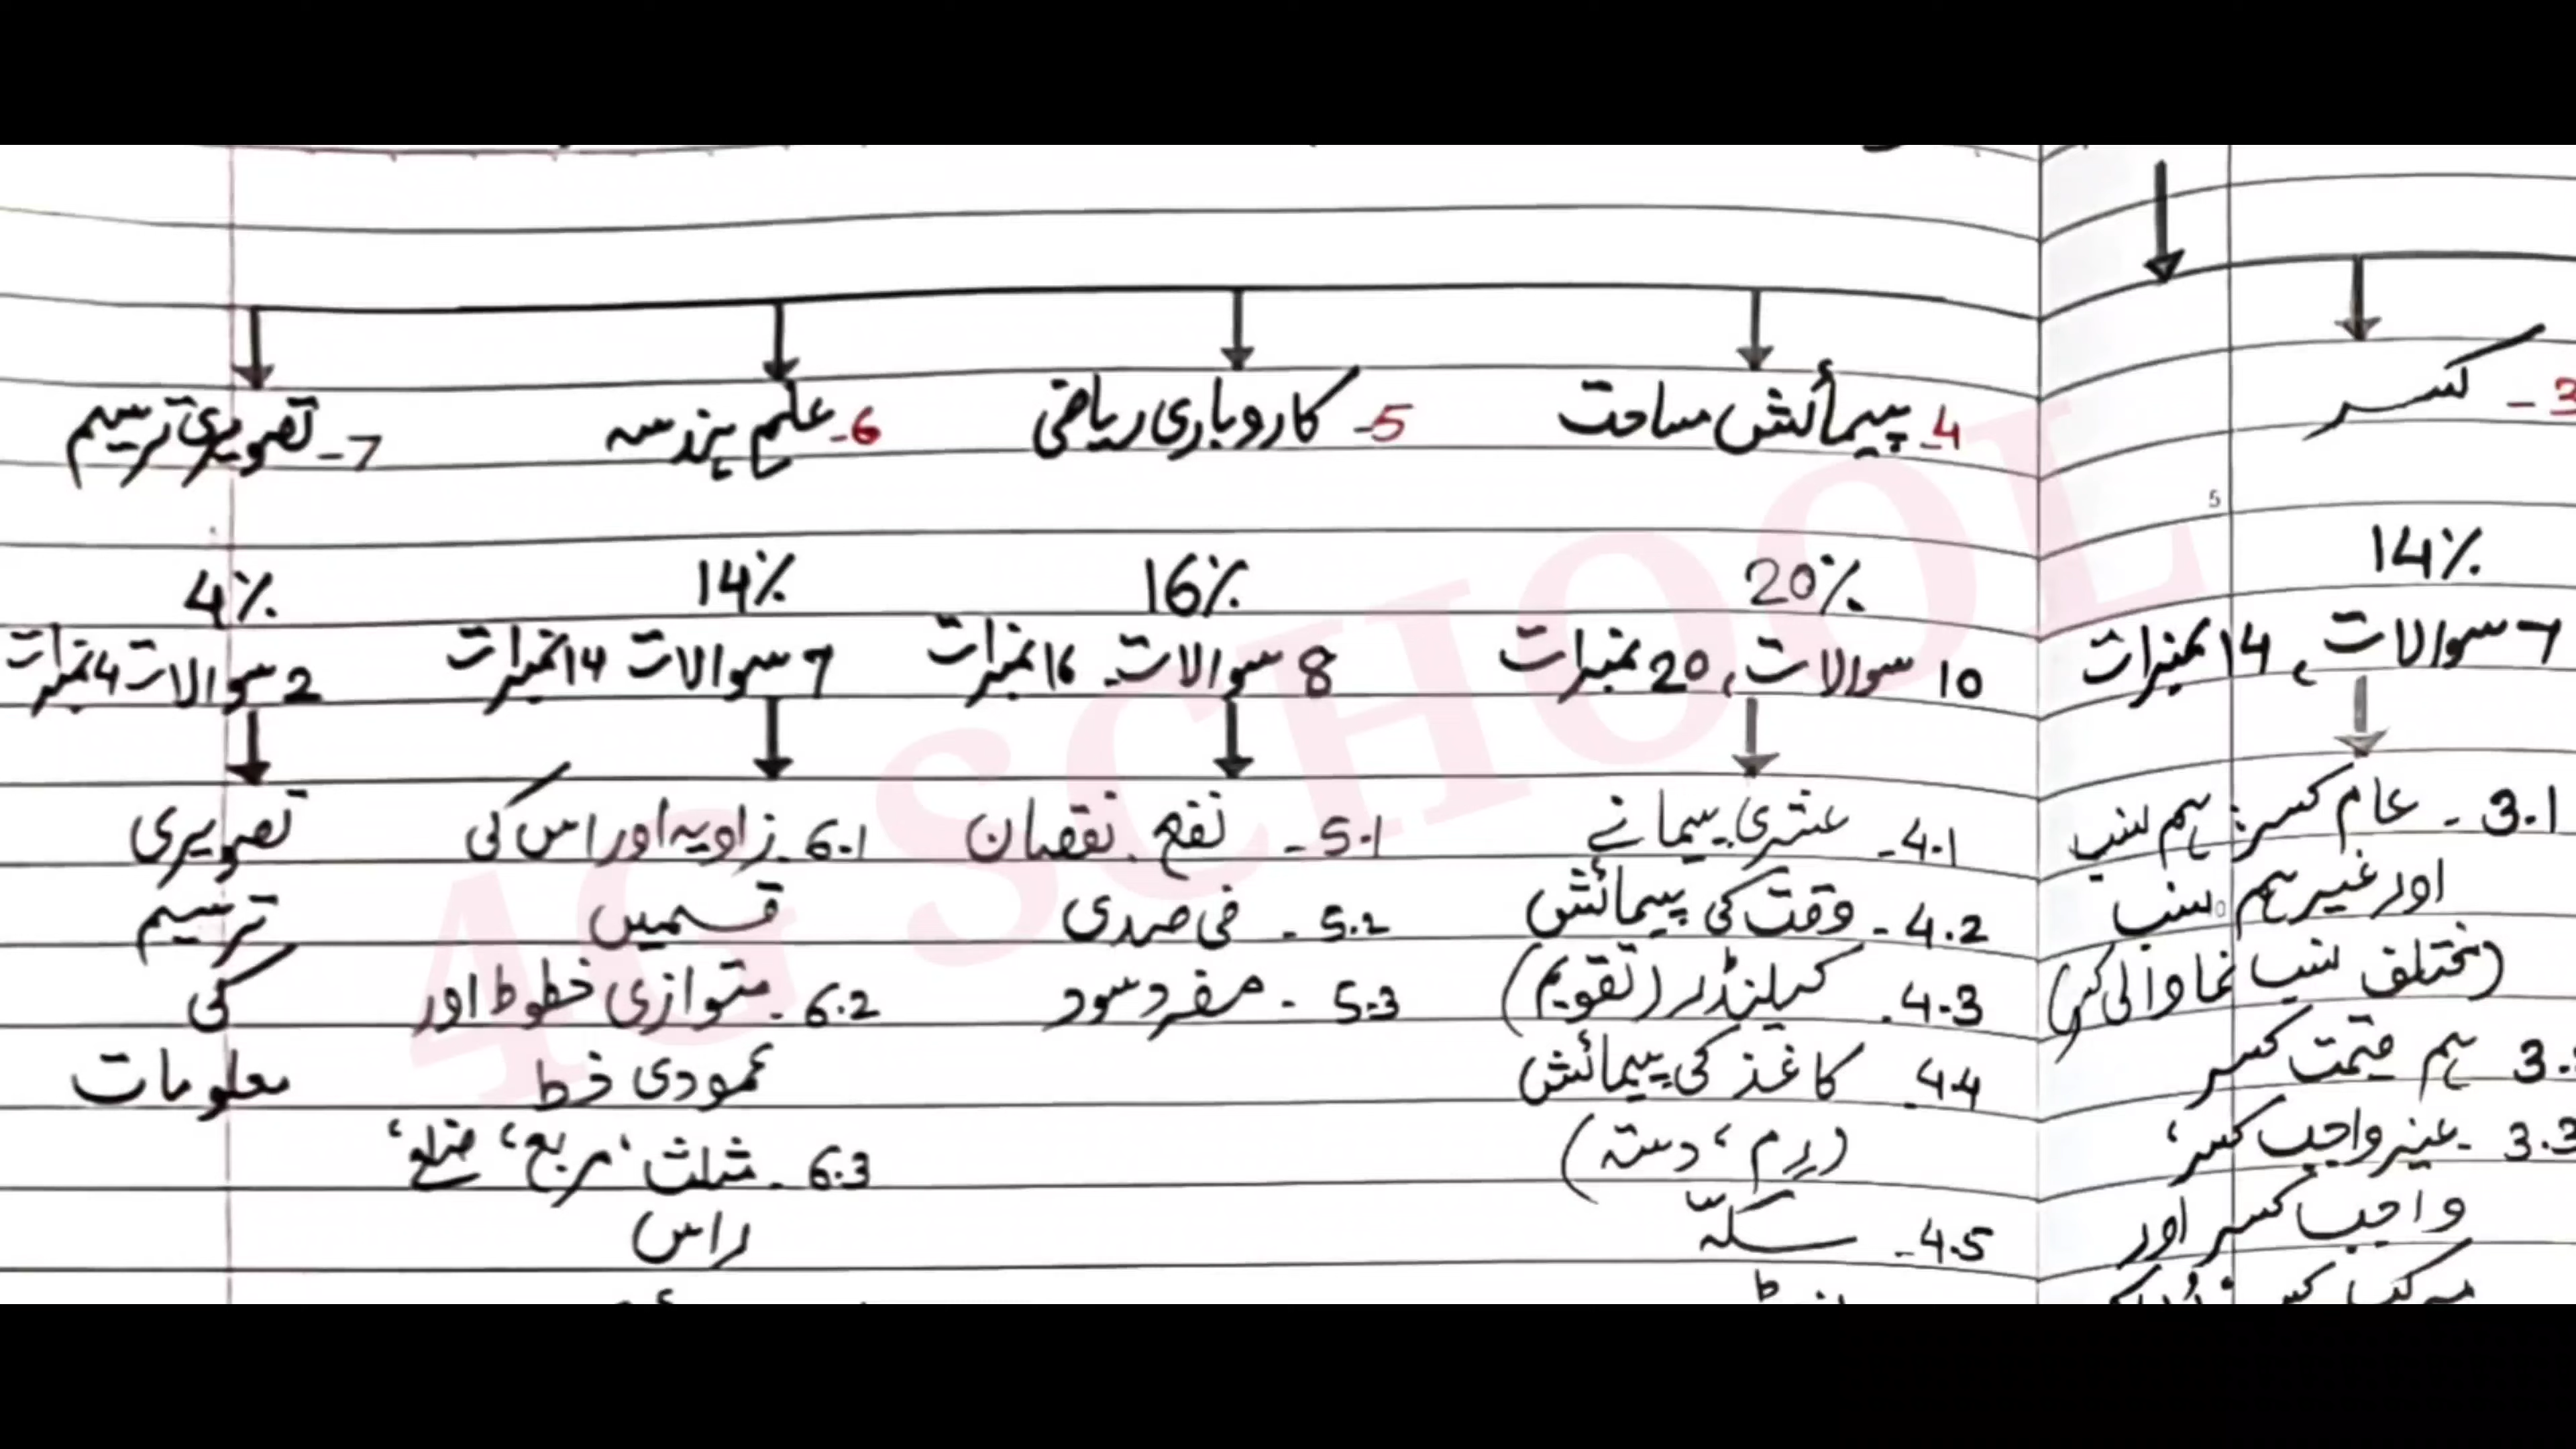 3- کسر
14%
7 سوالات، 14 نمبرات
3.1 - عام کسر: ہم نسب
اور غیر ہم نسب
(مختلف نسب نما والی کسر)
ہم قیمت کسر
3.3 - غیر واجب کسر،
واجب کسر اور
4- پیمائش مساحت
20%
10 سوالات، 20 نمبرات
4.1 - عشری پیمانے
4.2 - وقت کی پیمائش
4.3 - کیلنڈر (تقویم)
4.4 - کاغذ کی پیمائش
(رِم، دستہ)
4.5 - سکّہ
5- کاروباری ریاضی
16%
8 سوالات۔ 16 نمبرات
5.1 - نفع۔ نقصان
5.2 - فی صدی
5.3 - مفرد سود
6- علم ہندسہ
14%
7 سوالات 14 نمبرات
6.1 - زاویہ اور اس کی
قسمیں
6.2 - متوازی خطوط اور
عمودی خط
6.3 - مثلث، مربع، ضلع،
راس
7- تصویری ترسیم
4%
2 سوالات 4 نمبرات
تصویری
ترسیم
کی
معلومات
4G SCHOOL